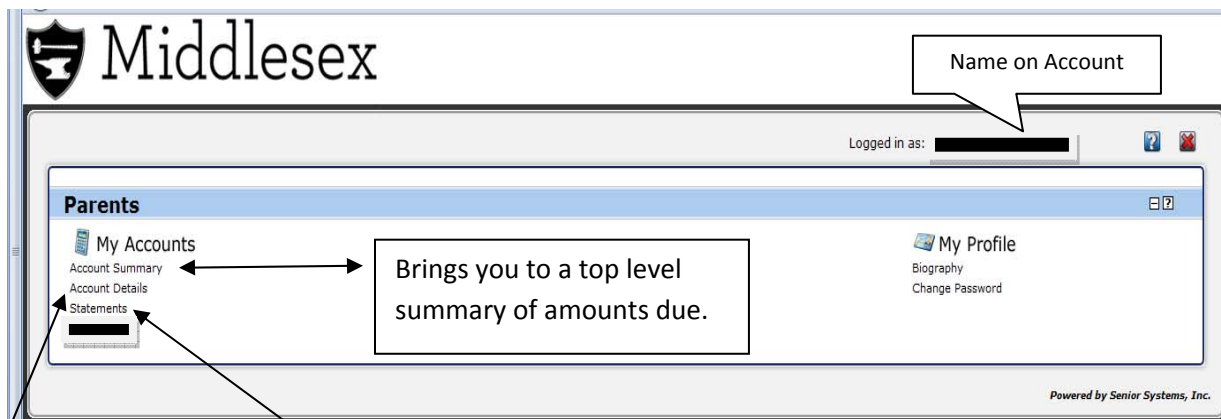 Middlesex
Name on Account
Logged in as:
Parents
My Accounts
Account Summary
Account Details
Statements
Brings you to a top level
summary of amounts due.
My Profile
Biography
Change Password
Powered by Senior Systems, Inc.